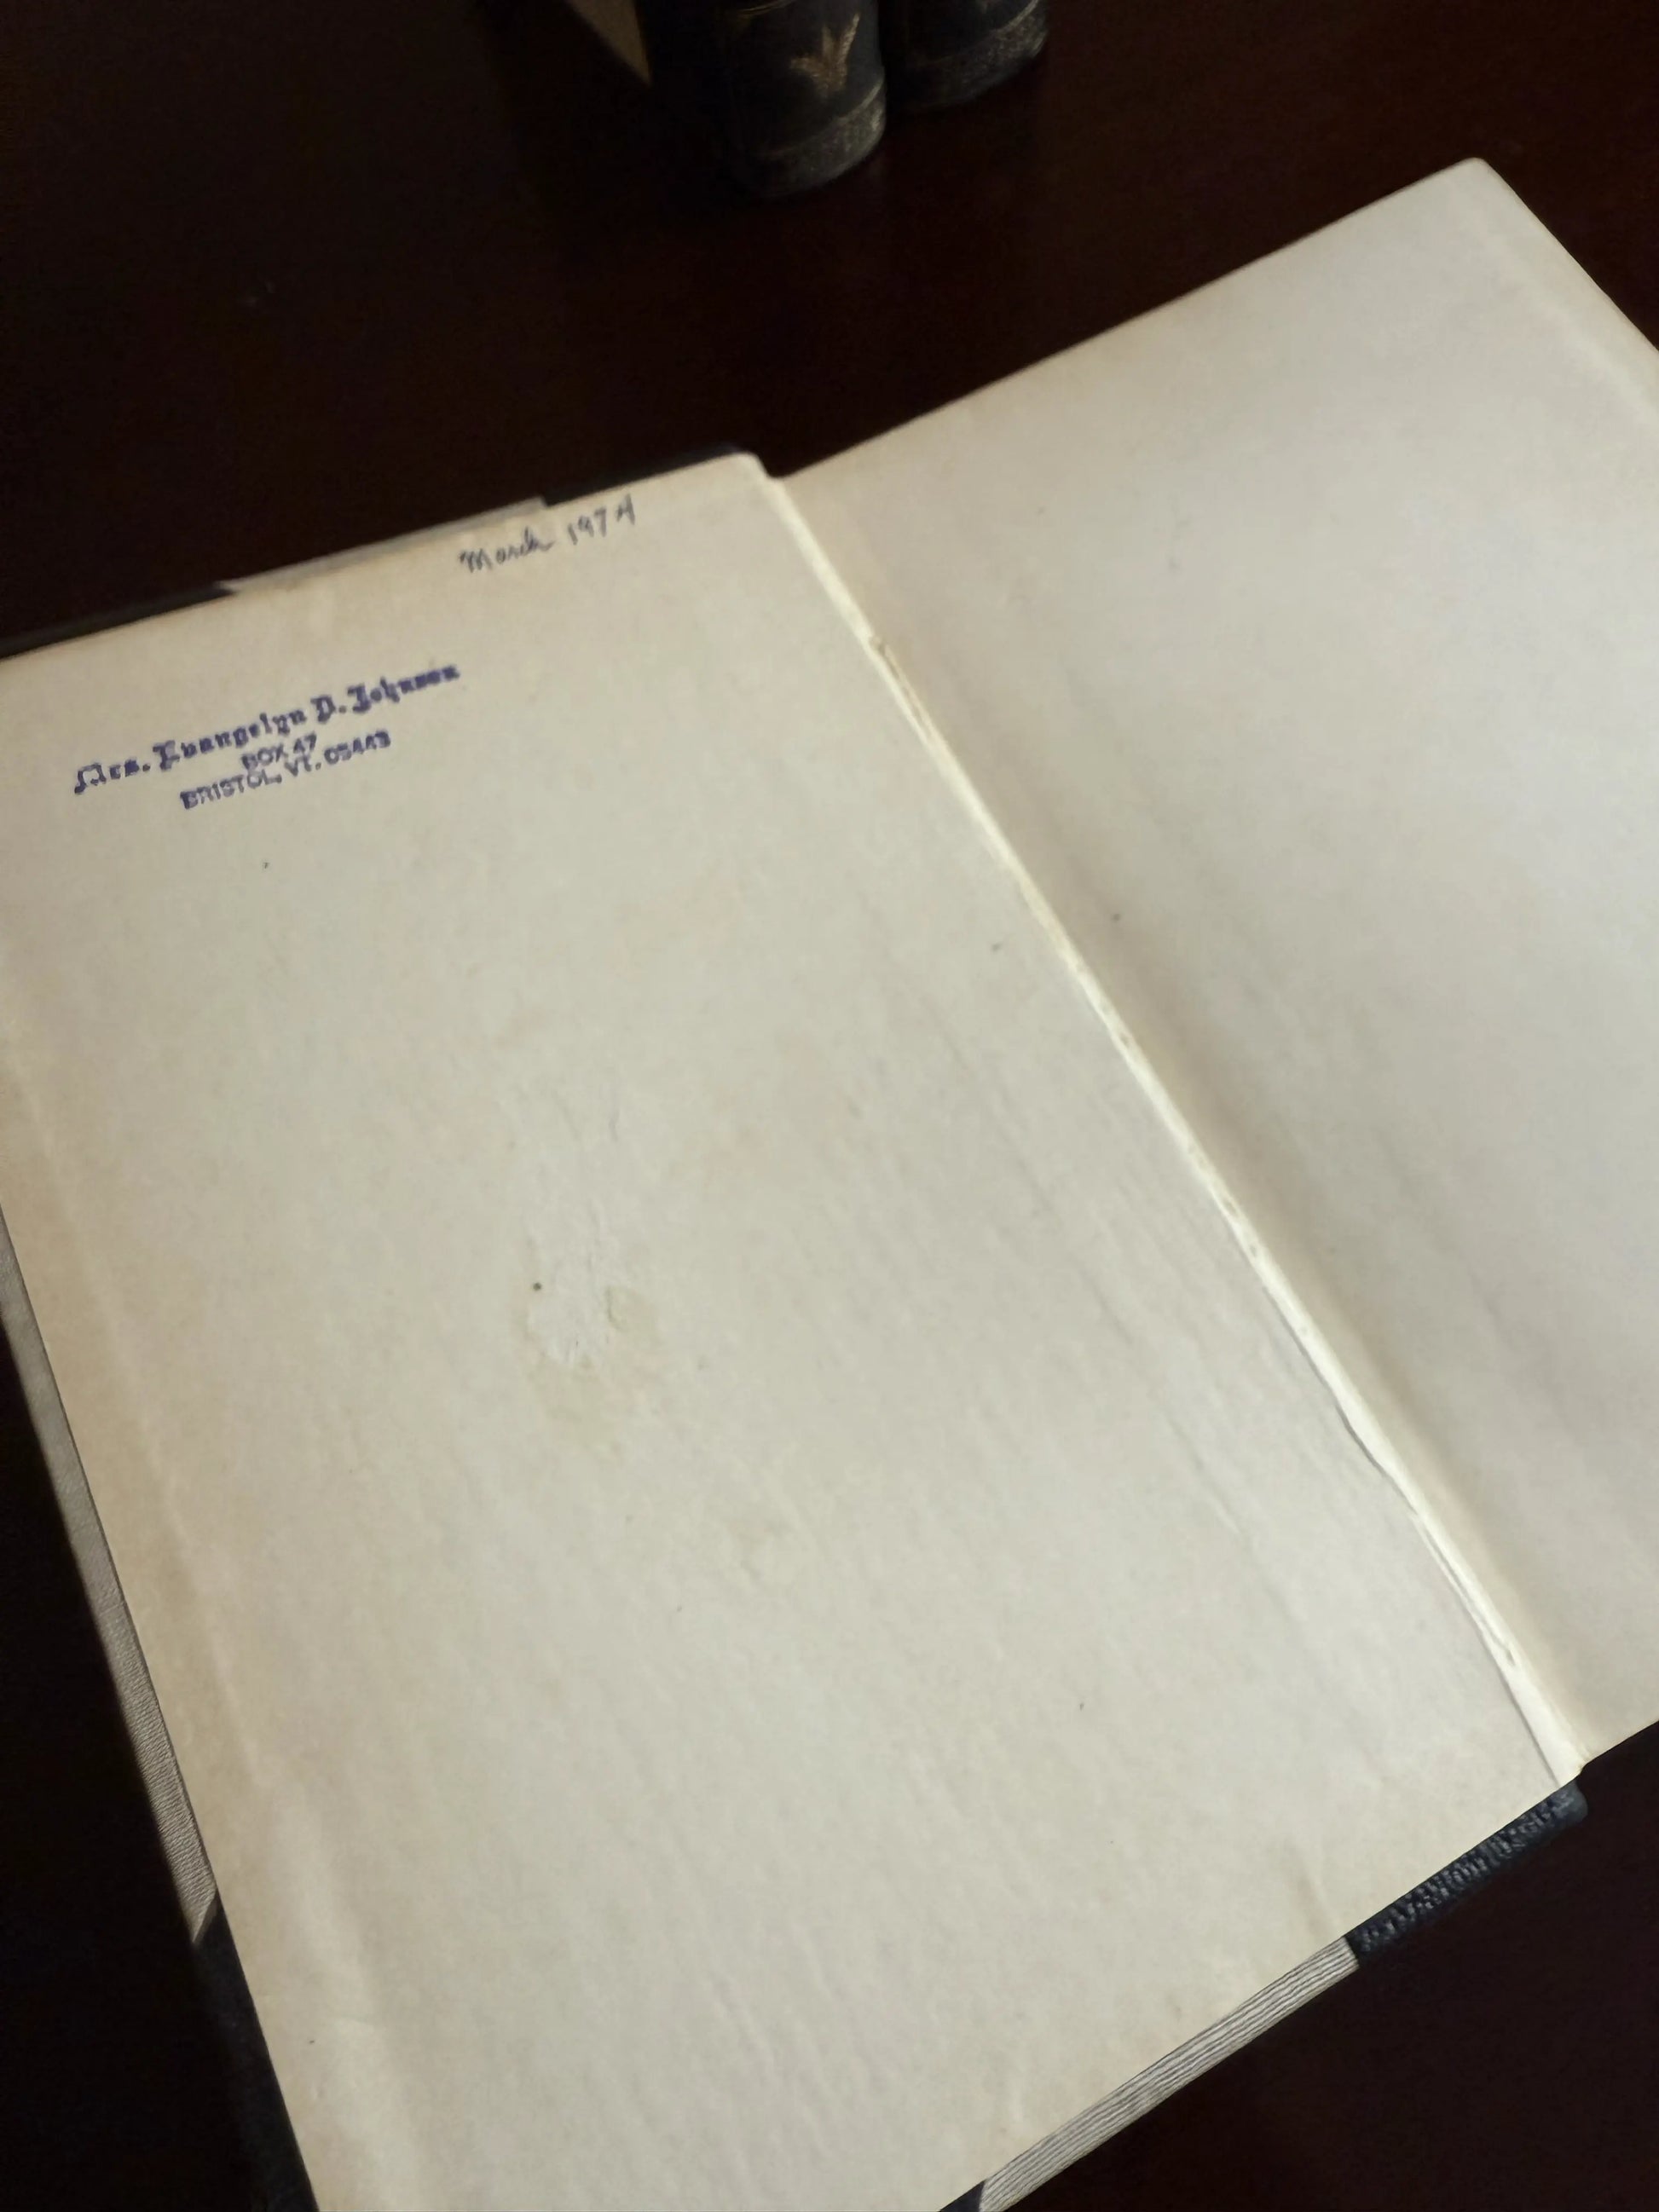 March 1974
Mrs. Evangelyn D. Johnson
BOX 47
BRISTOL, VT. 05443